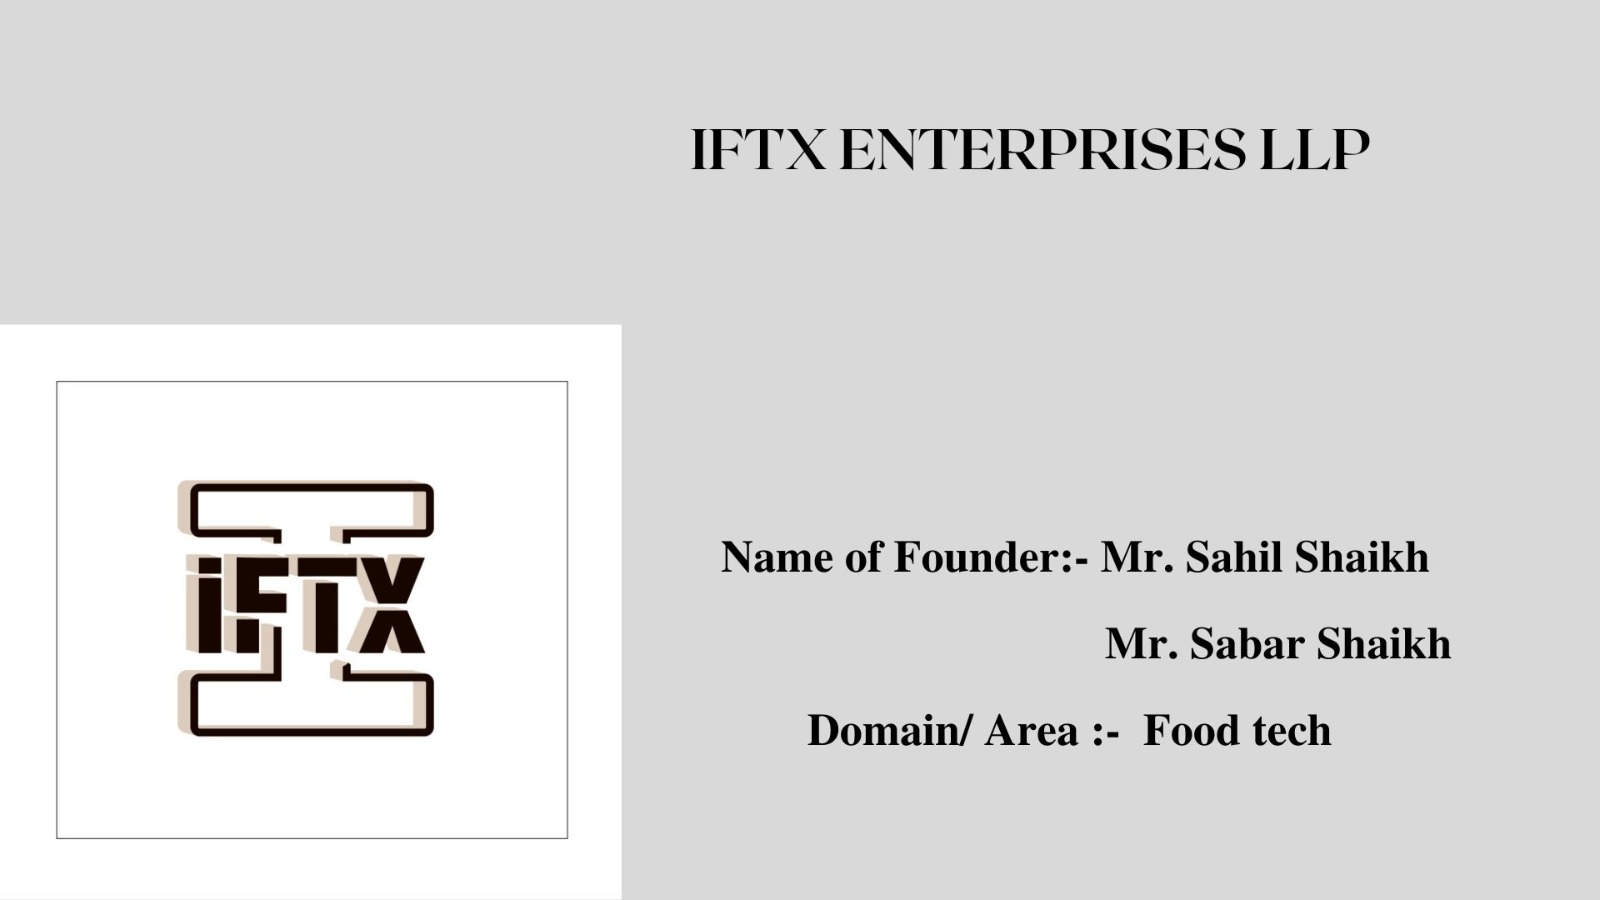 IFTX ENTERPRISES LLP
iFTX
Name of Founder:- Mr. Sahil Shaikh
Mr. Sabar Shaikh
Domain/ Area :- Food tech